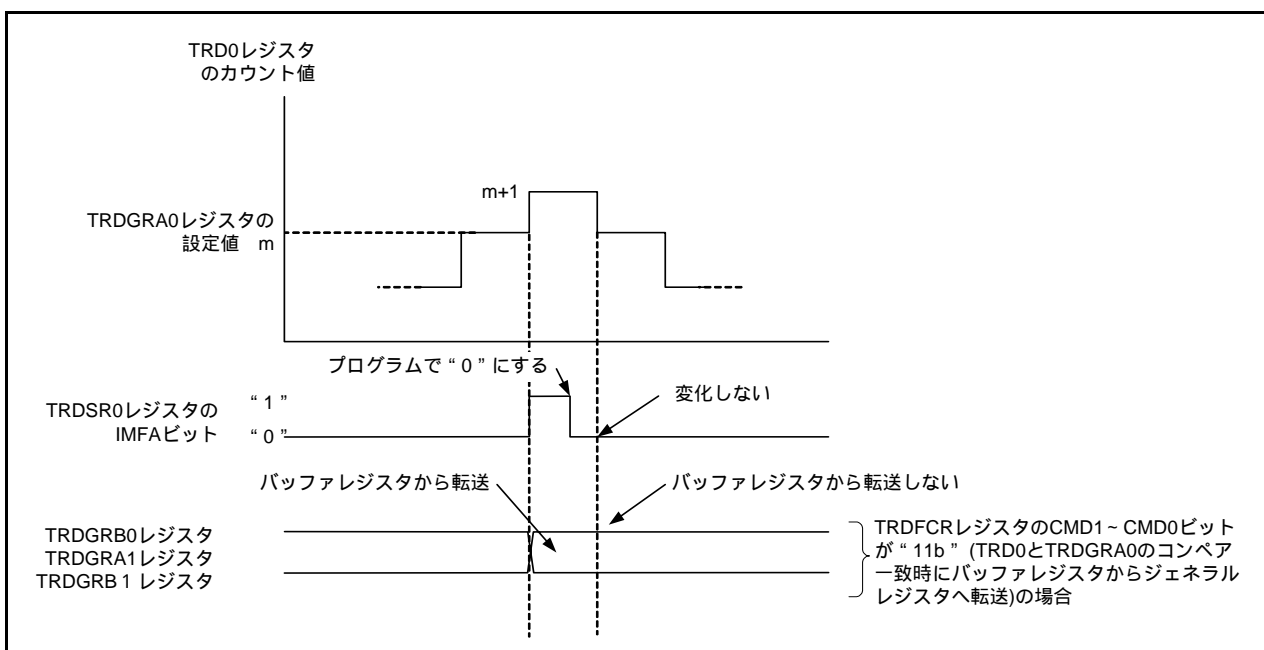 TRD0レジスタ
のカウント値
m+1
TRDGRA0レジスタの
設定値　m
プログラムで“0”にする
変化しない
TRDSR0レジスタの
IMFAビット
“1”
“0”
バッファレジスタから転送
バッファレジスタから転送しない
TRDGRB0レジスタ
TRDGRA1レジスタ
TRDGRB１レジスタ
TRDFCRレジスタのCMD1~CMD0ビット
が“11b”(TRD0とTRDGRA0のコンペア
一致時にバッファレジスタからジェネラル
レジスタへ転送)の場合